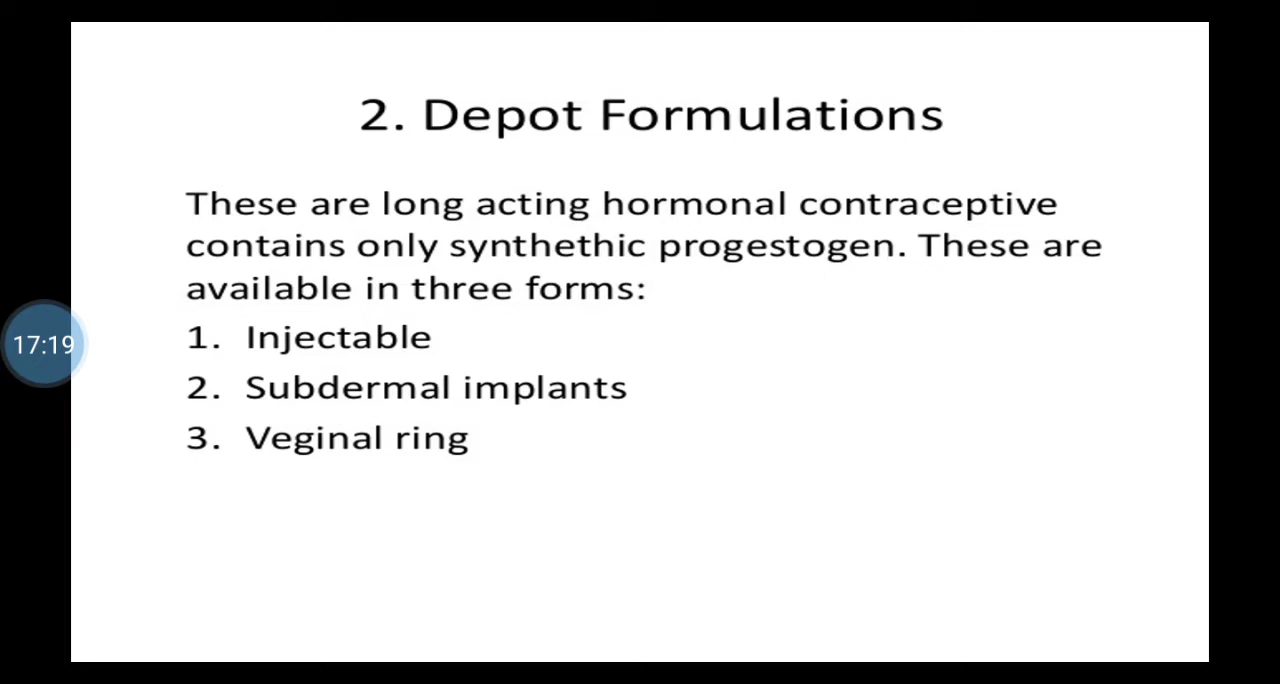 2. Depot Formulations
These are long acting hormonal contraceptive
contains only synthethic progestogen. These are
available in three forms:
17:19
1. Injectable
2. Subdermal implants
3. Veginal ring